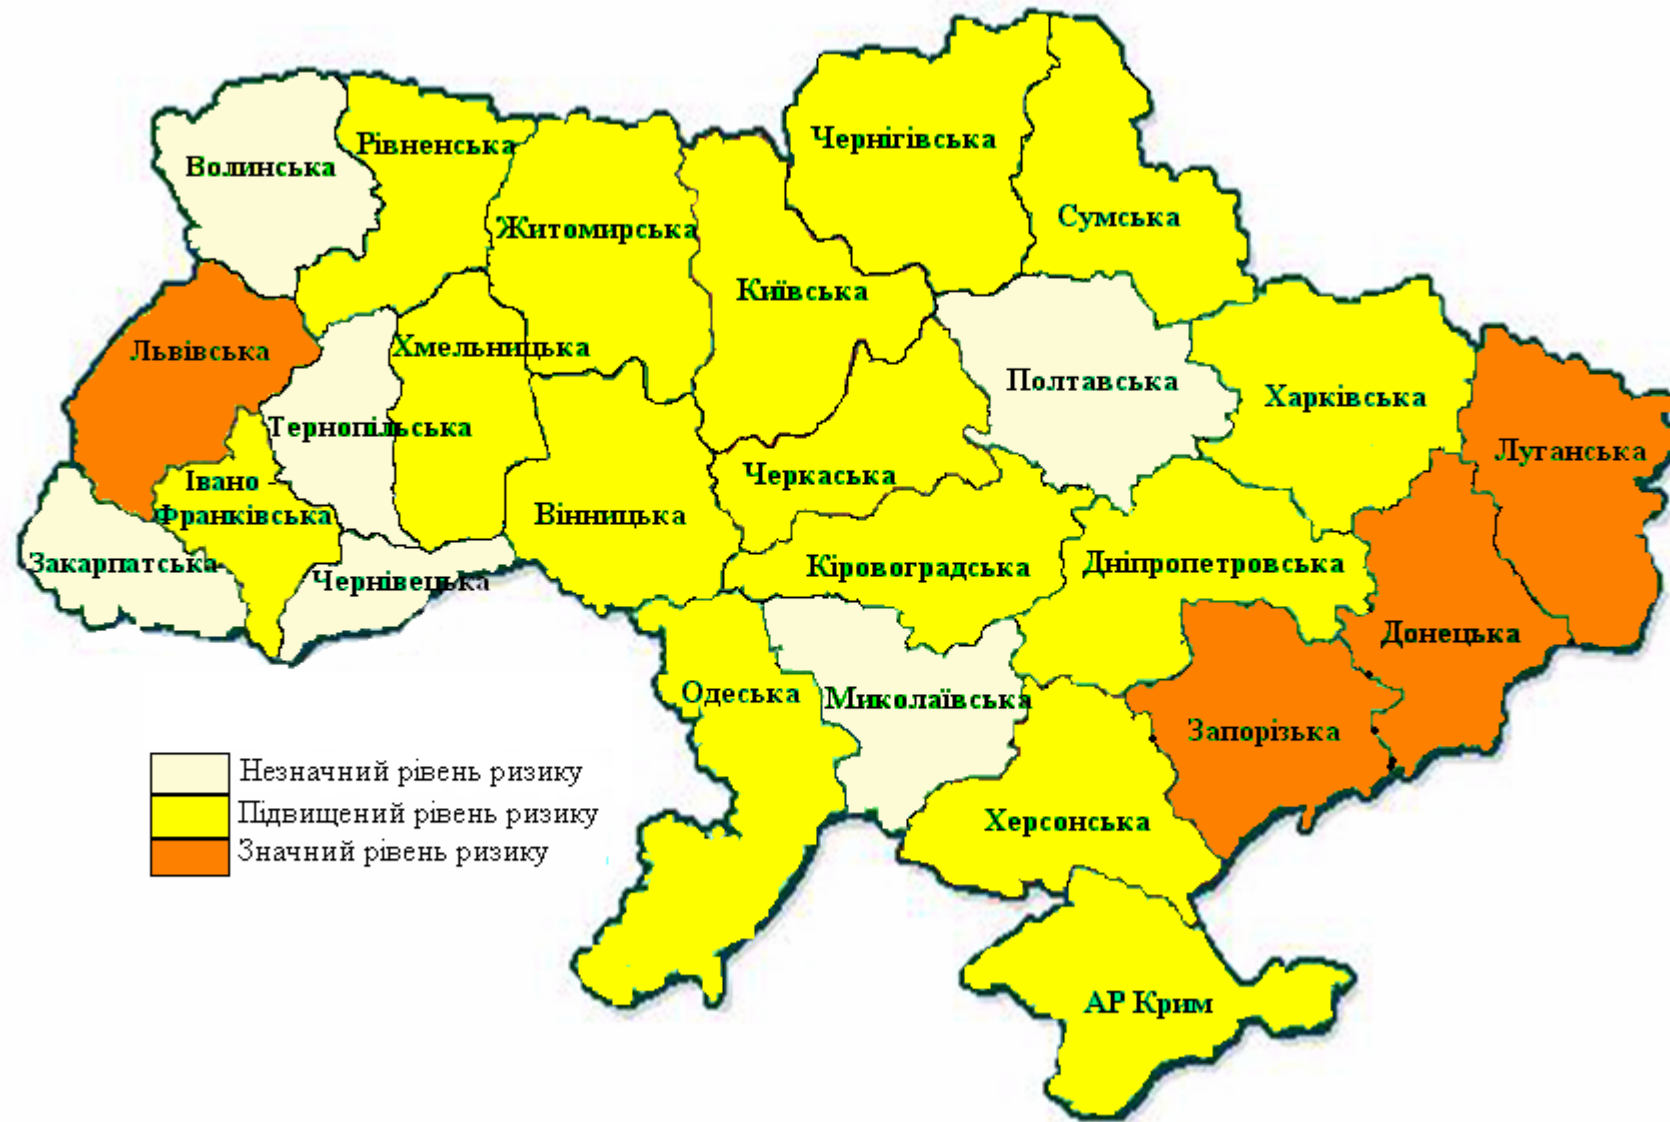 Чернігівська
Рівненська
Волинська
Сумська
Житомирська
Київська
Львівська
Хмельницька
Полтавська
Харківська
Тернопільська
Луганська
Черкаська
Івано -
Франківська
Вінницька
Закарпатська
Чернівецька
Кіровоградська
Дніпропетровська
Донецька
Одеська
Миколаївська
Запорізька
Херсонська
АР Крим
Незначний рівень ризику
Підвищений рівень ризику
Значний рівень ризику